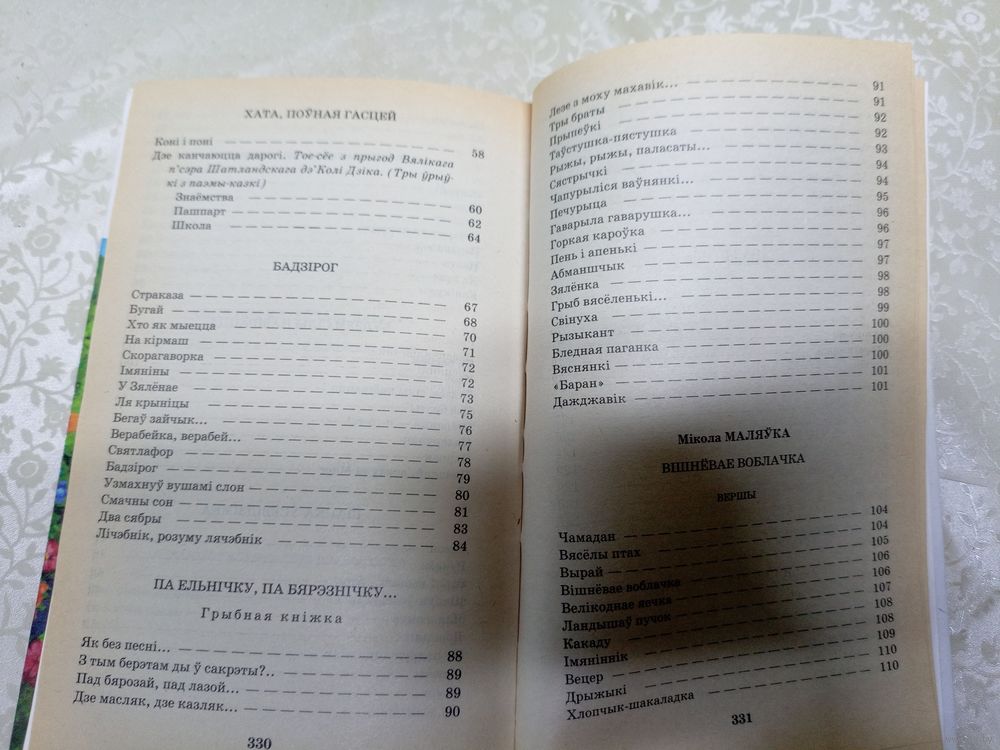 ХАТА, ПОЎНАЯ ГАСЦЕЙ
Коні і поні 58
Дзе канчаюцца дарогі. Тое-сёе з прыгод Вялікага
п'сэра Шатландскага дэ'Колі Дзіка. (Тры ўрыў-
кі з паэмы-казкі)
Знаёмства 60
Пашпарт 62
Школа 64
БАДЗІРОГ
Страказа 67
Бугай 68
Хто як мыецца 70
На кірмаш 71
Скорагаворка 72
Імяніны 72
У Зялёнае 73
Ля крыніцы 75
Бегаў зайчык... 76
Верабейка, верабей... 77
Святлафор 78
Бадзірог 79
Узмахнуў вушамі слон 80
Смачны сон 81
Два сябры 83
Лічэбнік, розуму лячэбнік 84
ПА ЕЛЬНІЧКУ, ПА БЯРЭЗНІЧКУ...
Грыбная кніжка
Як без песні... 88
З тым берэтам ды ў сакрэты?.. 89
Пад бярозай, пад лазой... 89
Дзе масляк, дзе казляк... 90
330
Лезе з моху махавік... 91
Тры браты 91
Прыпеўкі 92
Таўстушка-пястушка 92
Рыжы, рыжы, паласаты... 93
Сястрычкі 94
Чапурыліся ваўнянкі... 94
Печурыца 95
Гаварыла гаварушка... 96
Горкая кароўка 96
Пень і апенькі 97
Абманшчык 97
Зялёнка 98
Грыб вясёленькі... 98
Свінуха 99
Рызыкант 100
Бледная паганка 100
Вяснянкі 100
«Баран» 101
Дажджавік 101
Мікола МАЛЯЎКА
ВІШНЁВАЕ ВОБЛАЧКА
ВЕРШЫ
Чамадан 104
Вясёлы птах 104
Вырай 105
Вішнёвае воблачка 106
Велікоднае яечка 106
Ландышаў пучок 107
Какаду 108
Імяніннік 108
Вецер 109
Дрыжыкі 110
Хлопчык-шакаладка 110
331